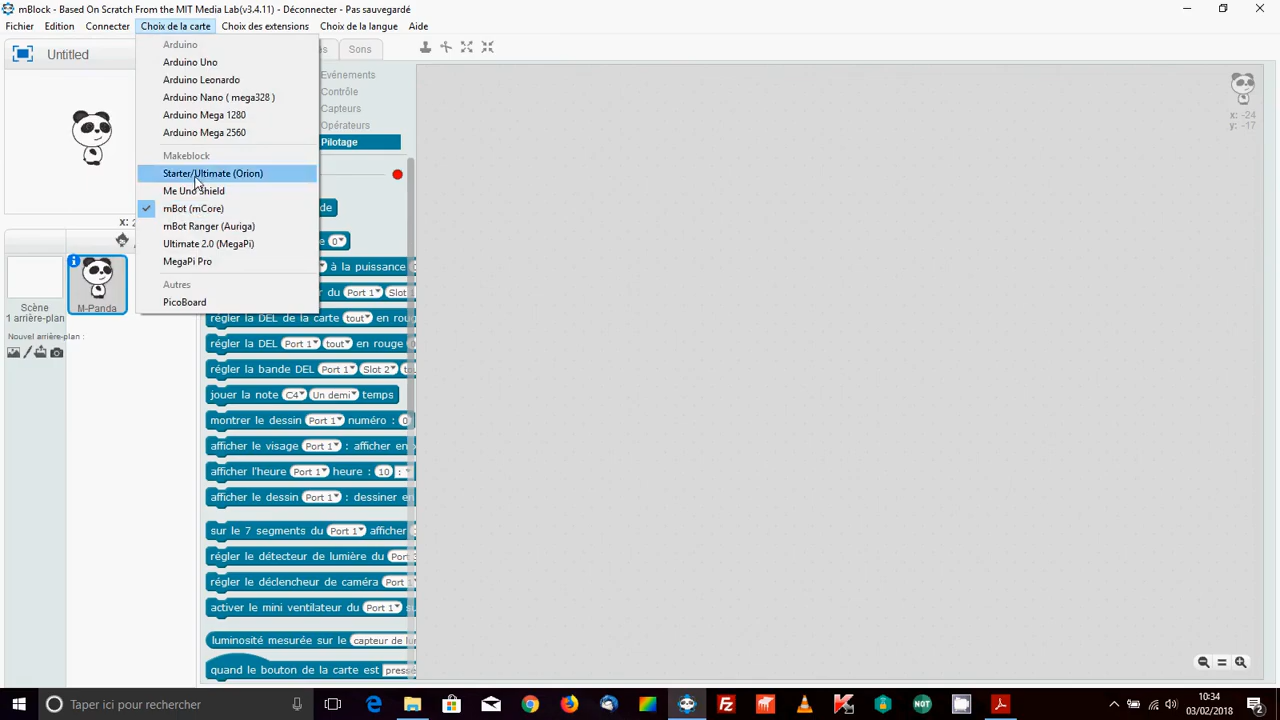 mBlock - Based On Scratch From the MIT Media Lab(v3.4.11) - Déconnecter - Pas sauvegardé
Fichier Edition Connecter Choix de la carte Choix des extensions Choix de la langue Aide
Untitled
Arduino
Arduino Uno
Arduino Leonardo
Arduino Nano ( mega328 )
Arduino Mega 1280
Arduino Mega 2560
Makeblock
Starter/Ultimate (Orion)
Me Uno Shield
mBot (mCore)
mBot Ranger (Auriga)
Ultimate 2.0 (MegaPi)
MegaPi Pro
Autres
PicoBoard
Sons
Evénements
Contrôle
Capteurs
Opérateurs
Pilotage
x: -24
y: -17
x:
M-Panda
Scène
1 arrière-plan
Nouvel arrière-plan :
de
0
à la puissance
du Port 1 Slot
régler la DEL de la carte tout en roug
régler la DEL Port 1 tout en rouge
régler la bande DEL Port 1 Slot 2
jouer la note C4 Un demi temps
montrer le dessin Port 1 numéro : 0
afficher le visage Port 1 : afficher en
afficher l'heure Port 1 heure : 10 :
afficher le dessin Port 1 : dessiner en
sur le 7 segments du Port 1 afficher
régler le détecteur de lumière du Port
régler le déclencheur de caméra Port 1
activer le mini ventilateur du Port 1
luminosité mesurée sur le capteur de lu
quand le bouton de la carte est press
Taper ici pour rechercher
10:34
03/02/2018